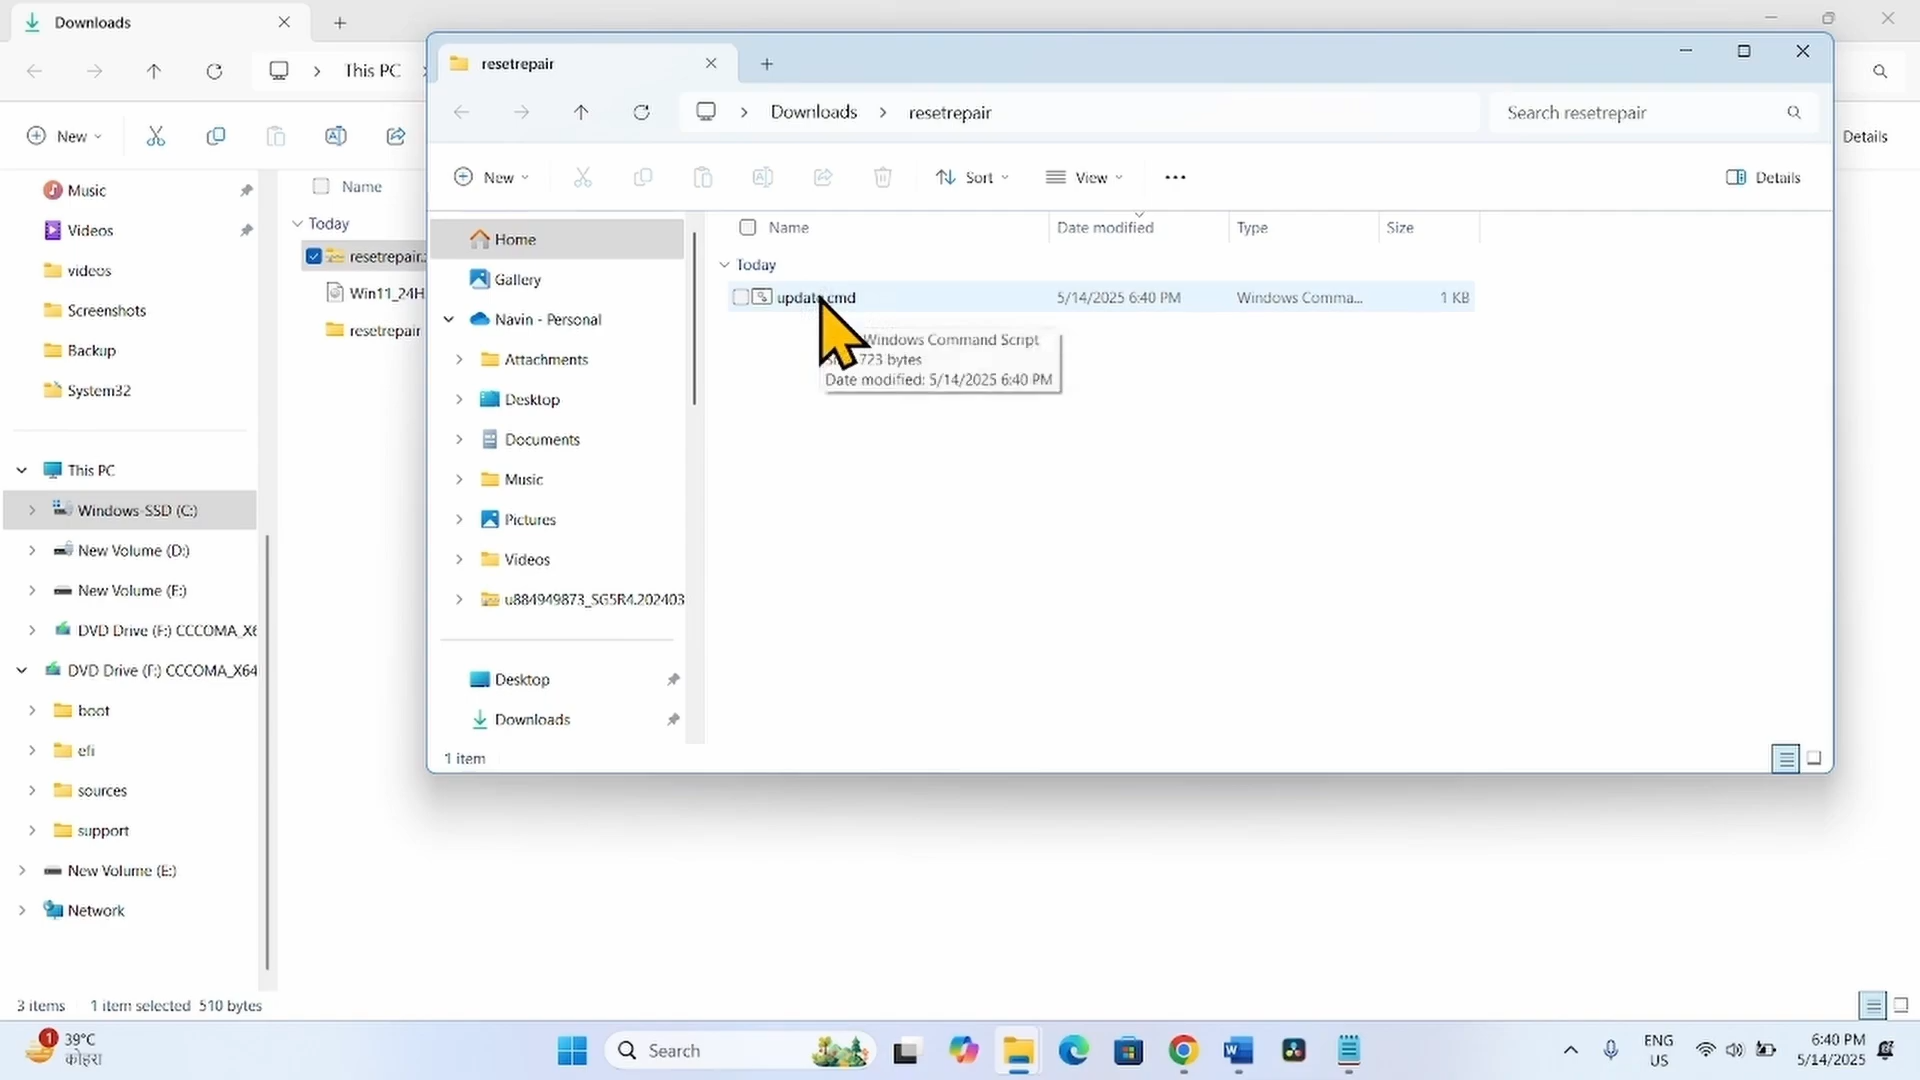 Downloads
This PC
New
Details
Music
Videos
videos
Screenshots
Backup
System32
This PC
Windows-SSD (C:)
New Volume (D:)
New Volume (E:)
DVD Drive (F:) CCCOMA_X6
DVD Drive (F:) CCCOMA_X64
boot
efi
sources
support
New Volume (E:)
Network
Name
Today
resetrepair.
Win11_24H
resetrepair
3 items 1 item selected 510 bytes
resetrepair
Downloads
resetrepair
Search resetrepair
New
Sort
View
Details
Home
Gallery
Navin - Personal
Attachments
Desktop
Documents
Music
Pictures
Videos
u884949873_SG5R4.202403
Desktop
Downloads
Name Date modified Type Size
Today
update.cmd 5/14/2025 6:40 PM Windows Comma... 1 KB
Windows Command Script
723 bytes
Date modified: 5/14/2025 6:40 PM
1 item
1
39°C
कोहरा
Search
ENG
US
6:40 PM
5/14/2025